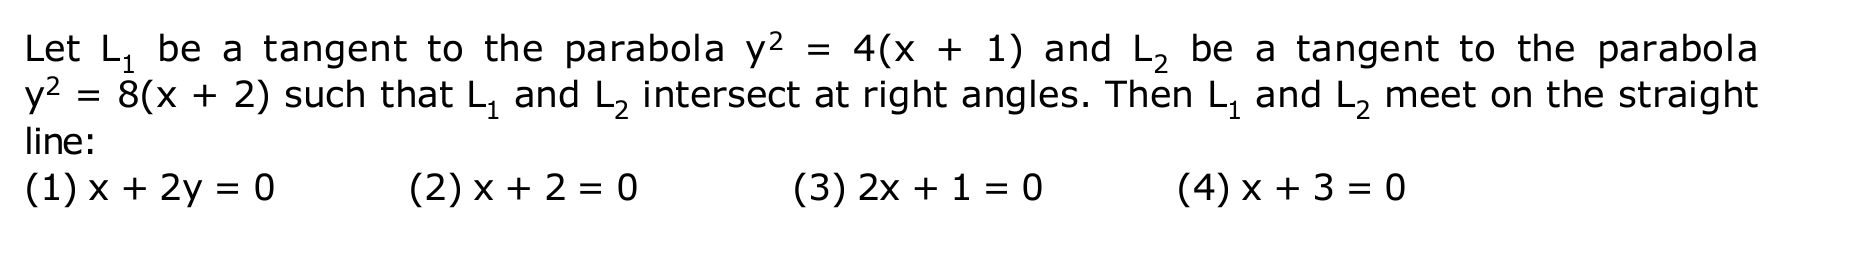 Let L₁ be a tangent to the parabola y² = 4(x + 1) and L₂ be a tangent to the parabola
y² = 8(x + 2) such that L₁ and L₂ intersect at right angles. Then L₁ and L₂ meet on the straight
line:
(1) x + 2y = 0 (2) x + 2 = 0 (3) 2x + 1 = 0 (4) x + 3 = 0